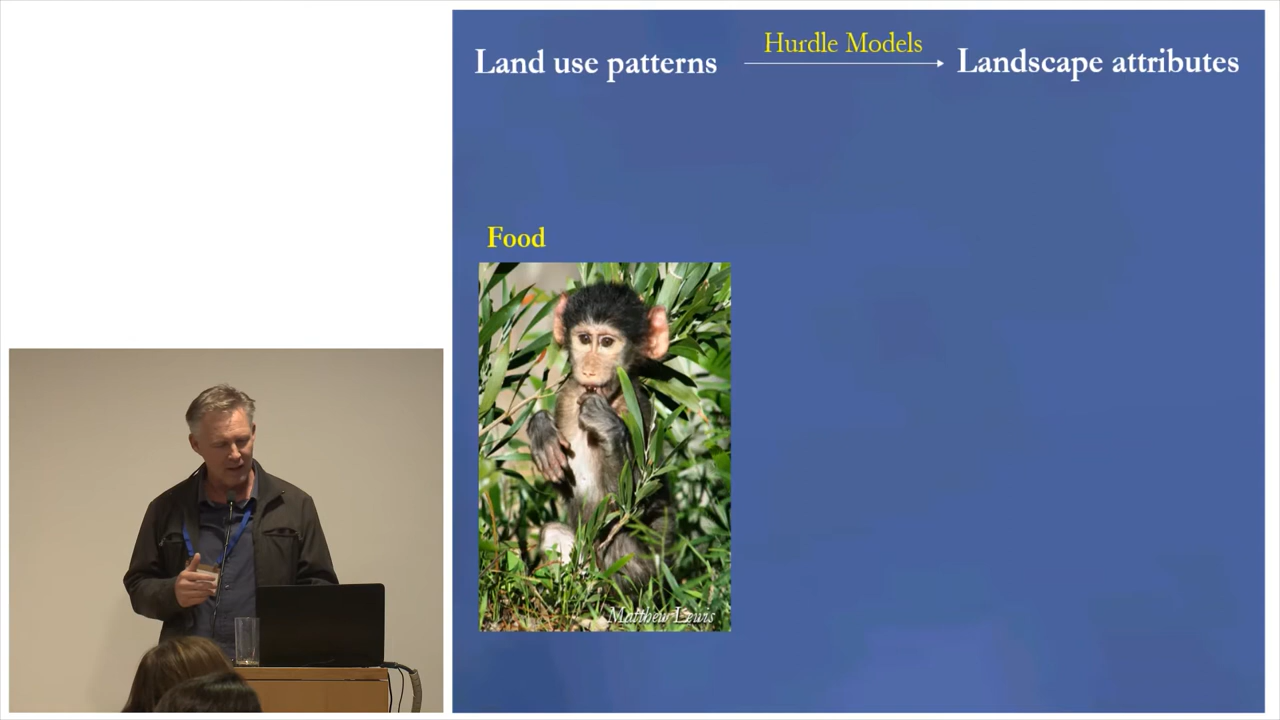 Land use patterns
Hurdle Models
Landscape attributes
Food
Matthew Lewis